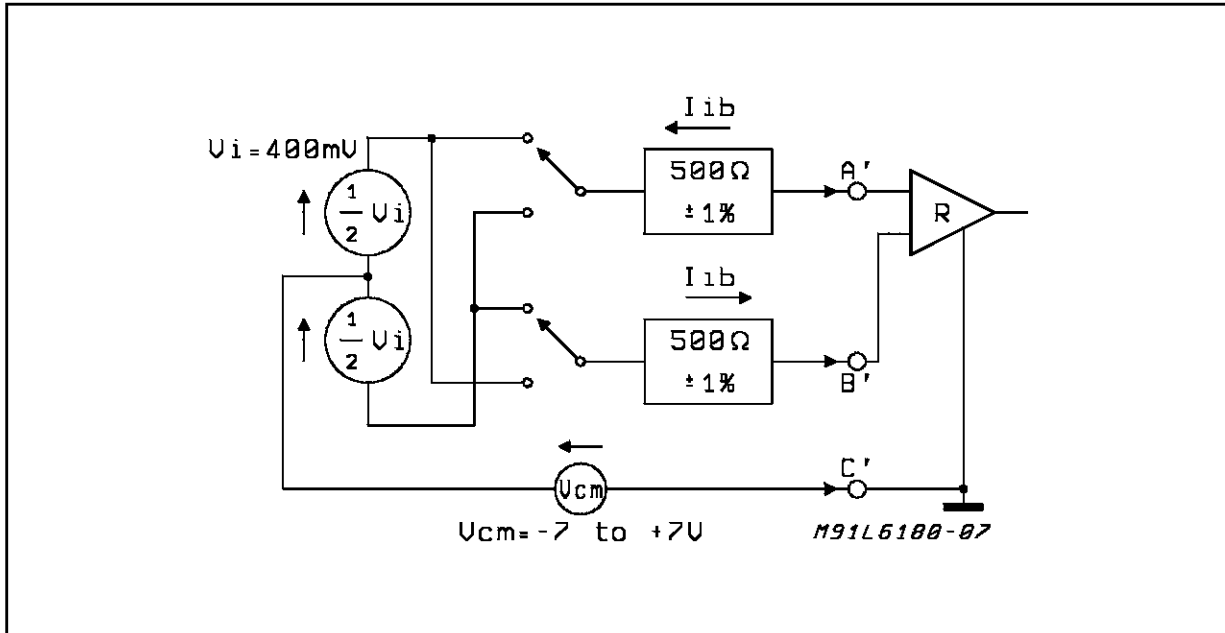 Iib
Vi=400mV
500Ω
±1%
A'
1
2
Vi
R
Iib
1
2
Vi
500Ω
±1%
B'
C'
Vcm
Vcm=-7 to +7V
M91L6180-07